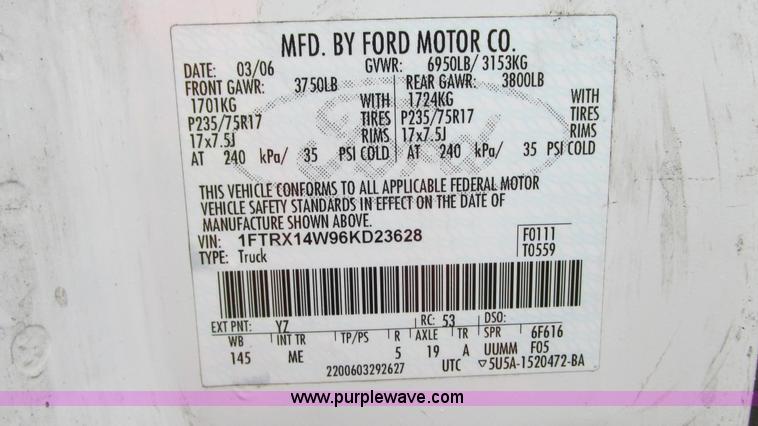 MFD. BY FORD MOTOR CO.
DATE: 03/06 GVWR: 6950LB/ 3153KG
FRONT GAWR: 3750LB REAR GAWR: 3800LB
1701KG WITH 1724KG WITH
P235/75R17 TIRES P235/75R17 TIRES
17x7.5J RIMS 17x7.5J RIMS
AT 240 kPa/ 35 PSI COLD AT 240 kPa/ 35 PSI COLD
Ford
THIS VEHICLE CONFORMS TO ALL APPLICABLE FEDERAL MOTOR
VEHICLE SAFETY STANDARDS IN EFFECT ON THE DATE OF
MANUFACTURE SHOWN ABOVE.
VIN: 1FTRX14W96KD23628 F0111
TYPE: Truck T0559
EXT PNT: YZ RC: 53 DSO:
WB INT TR TP/PS R AXLE TR SPR 6F616
145 ME 5 19 A UUMM F05
2200603292627 UTC ▽5U5A-1520472-BA
www.purplewave.com